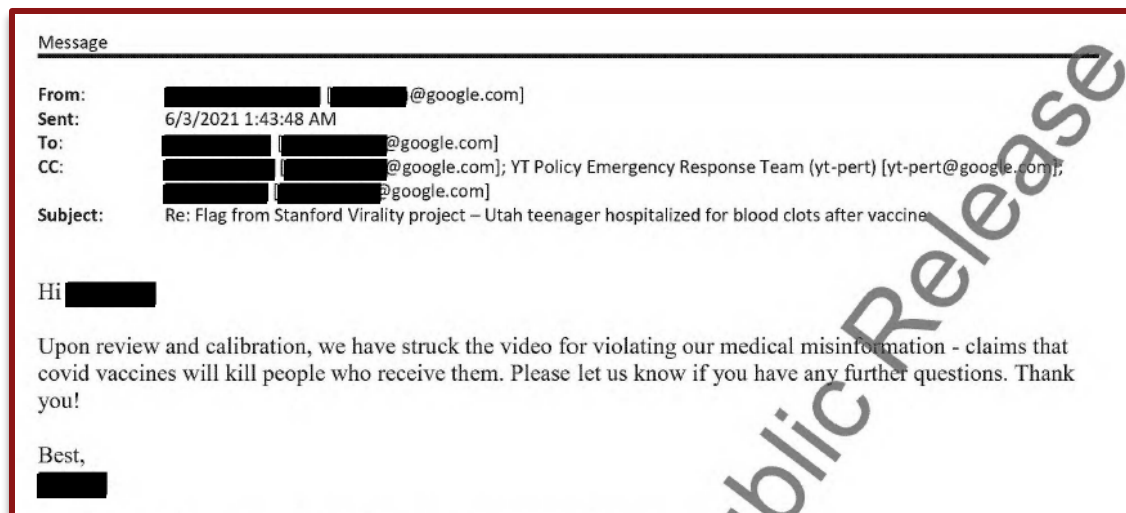 Message
From: [ @google.com]
Sent: 6/3/2021 1:43:48 AM
To: [ @google.com]
CC: [ @google.com]; YT Policy Emergency Response Team (yt-pert) [yt-pert@google.com];
[ @google.com]
Subject: Re: Flag from Stanford Virality project – Utah teenager hospitalized for blood clots after vaccine
Hi
Upon review and calibration, we have struck the video for violating our medical misinformation - claims that
covid vaccines will kill people who receive them. Please let us know if you have any further questions. Thank
you!
Best,
Public Release